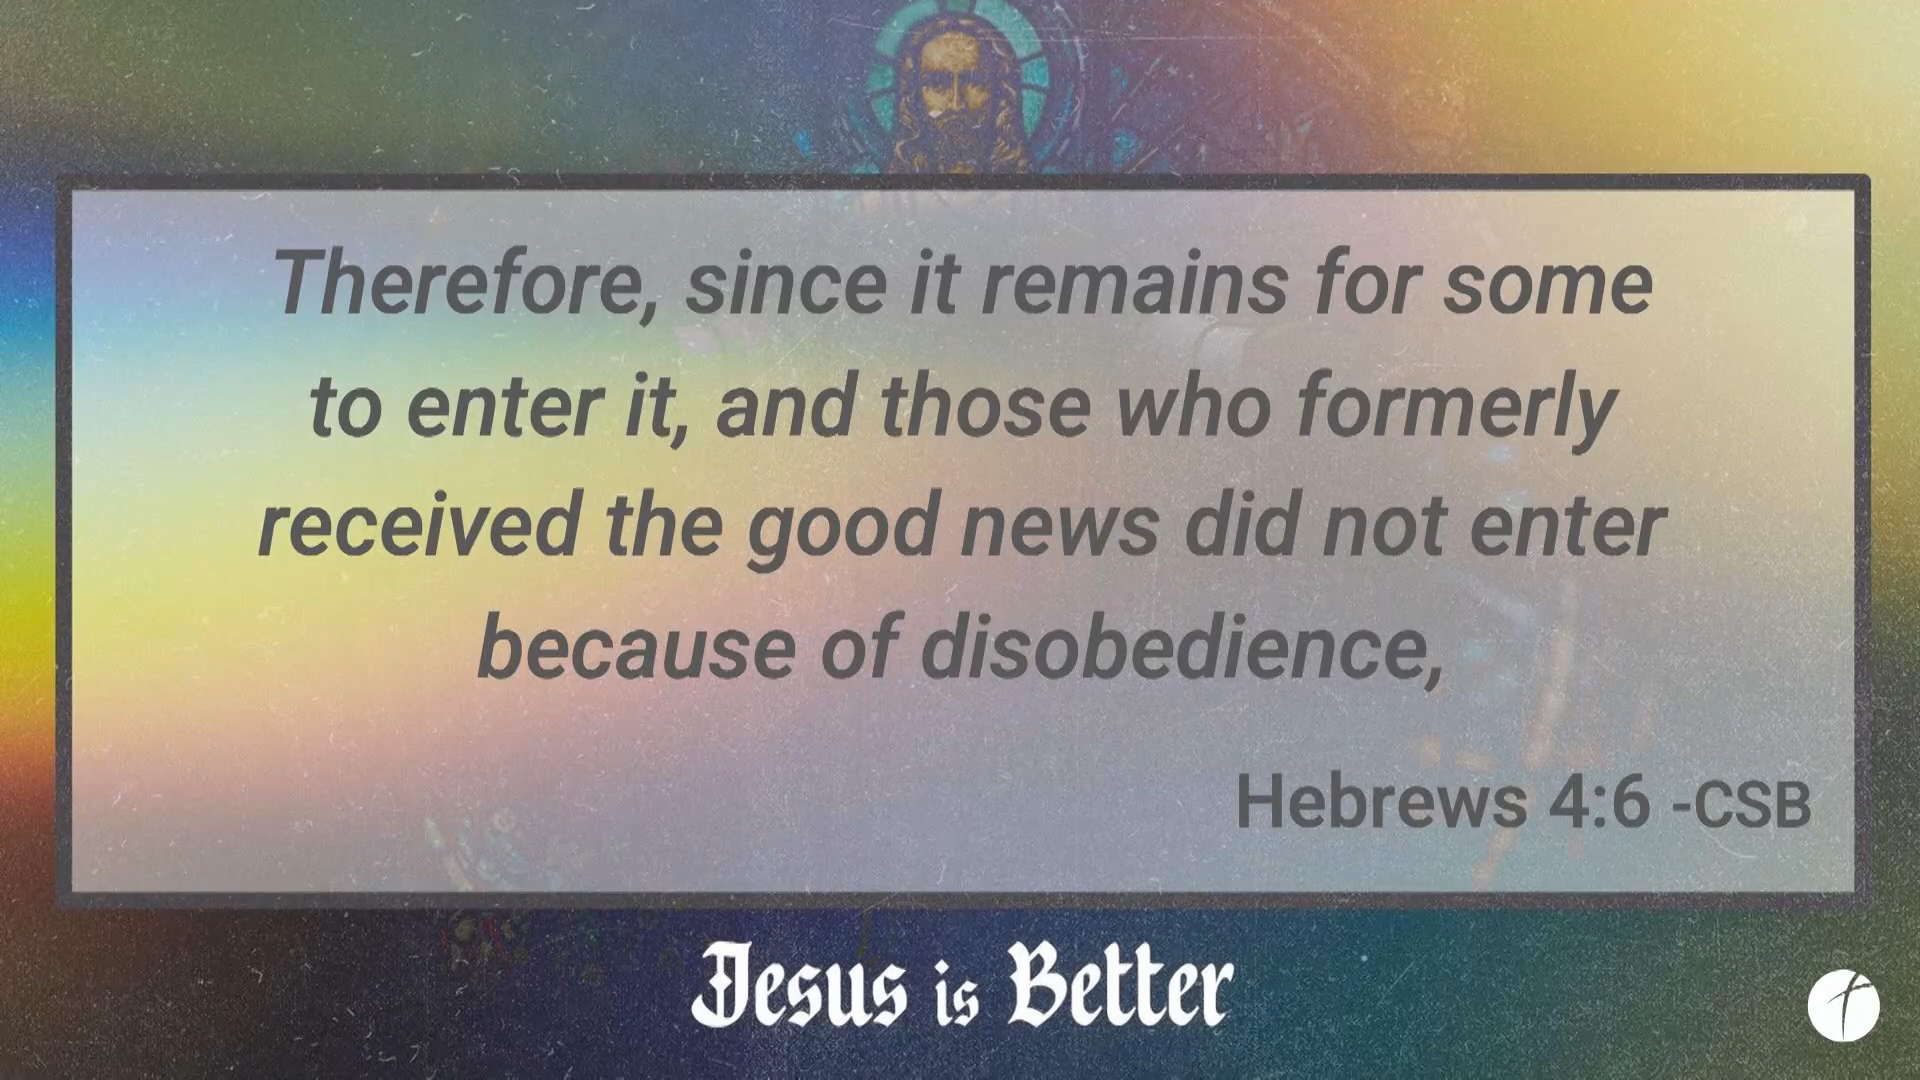 Therefore, since it remains for some
to enter it, and those who formerly
received the good news did not enter
because of disobedience,
Hebrews 4:6 -CSB
Jesus is Better